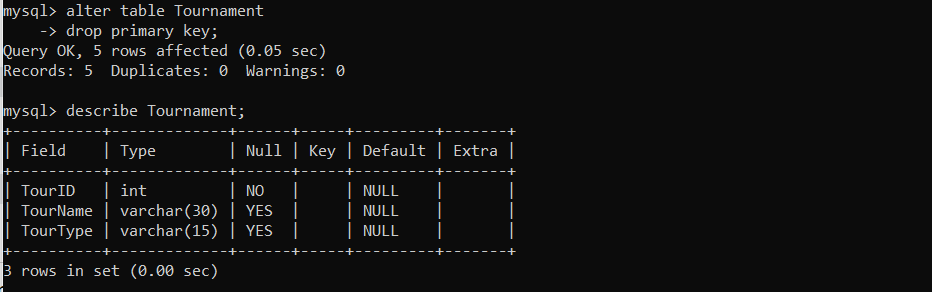 mysql> alter table Tournament
    -> drop primary key;
Query OK, 5 rows affected (0.05 sec)
Records: 5  Duplicates: 0  Warnings: 0

mysql> describe Tournament;
+----------+-------------+------+-----+---------+-------+
| Field    | Type        | Null | Key | Default | Extra |
+----------+-------------+------+-----+---------+-------+
| TourID   | int         | NO   |     | NULL    |       |
| TourName | varchar(30) | YES  |     | NULL    |       |
| TourType | varchar(15) | YES  |     | NULL    |       |
+----------+-------------+------+-----+---------+-------+
3 rows in set (0.00 sec)